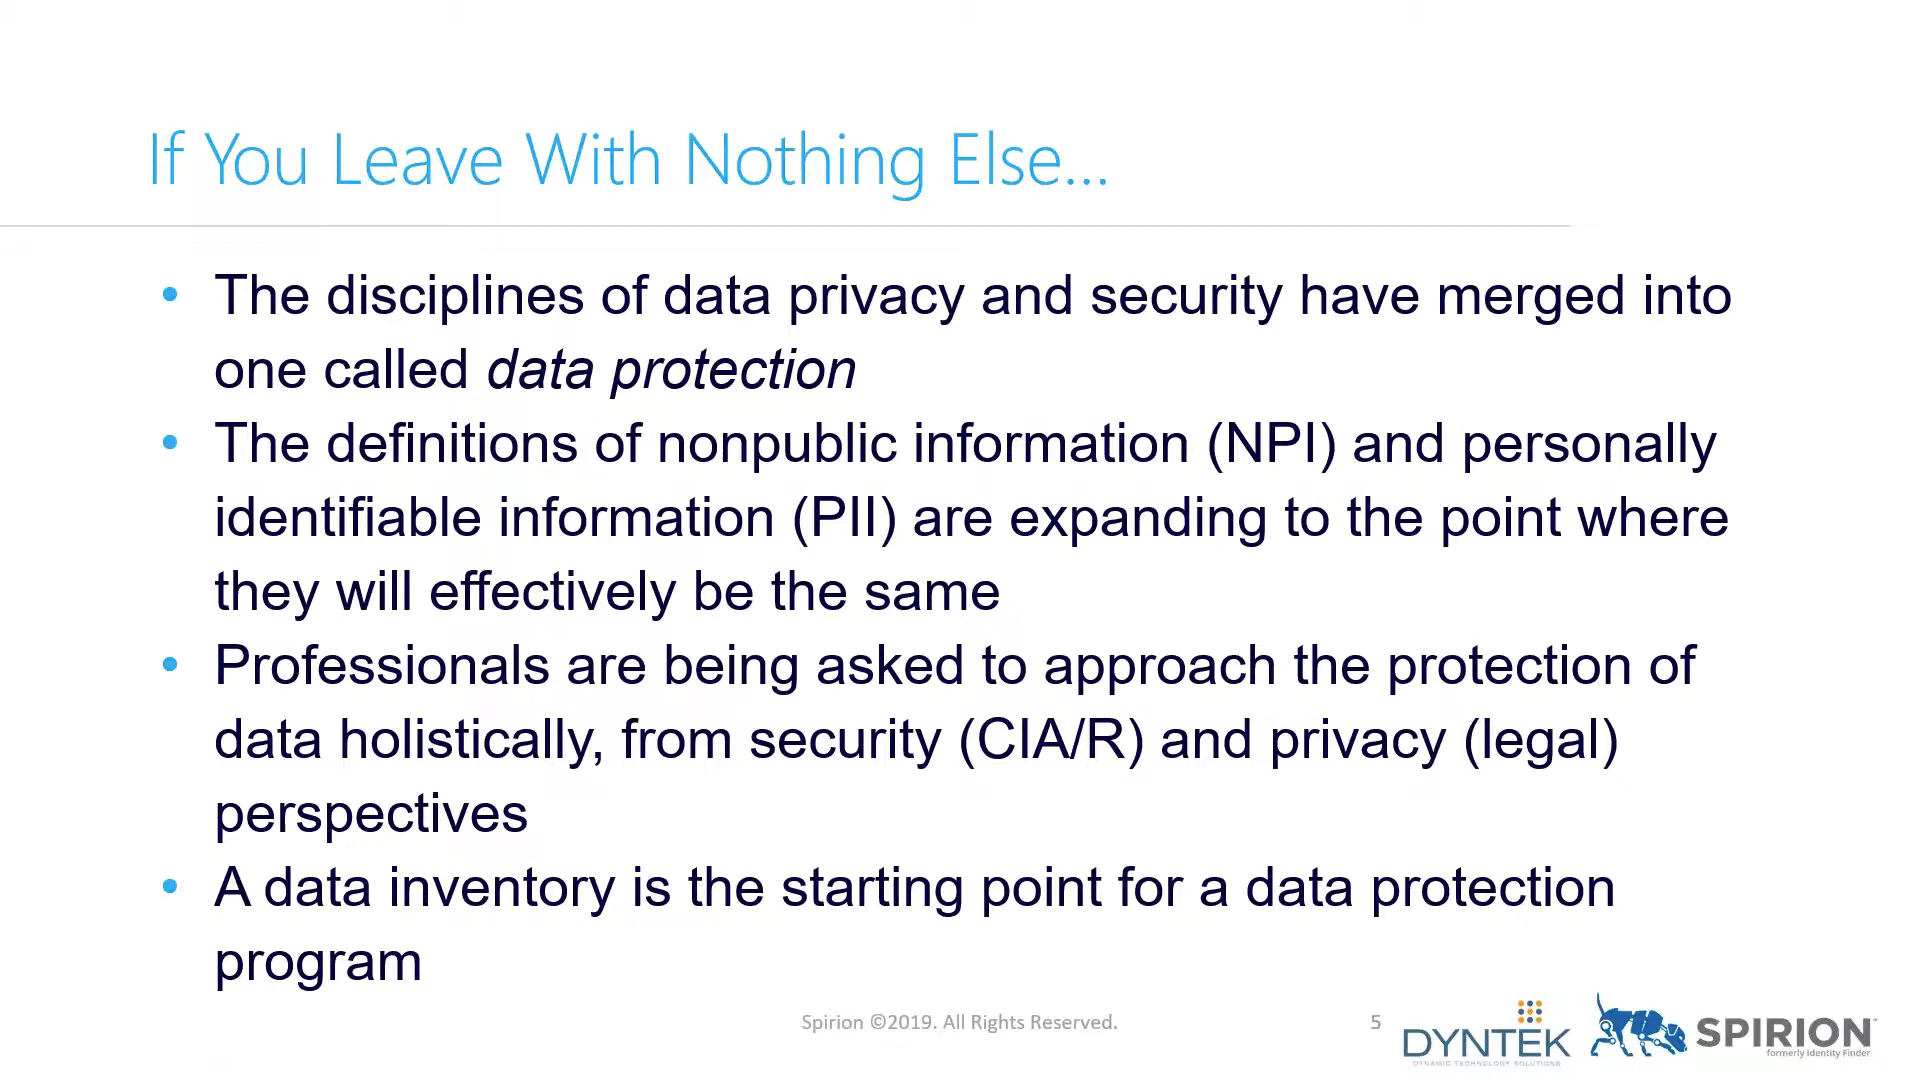 If You Leave With Nothing Else...
• The disciplines of data privacy and security have merged into
one called data protection
• The definitions of nonpublic information (NPI) and personally
identifiable information (PII) are expanding to the point where
they will effectively be the same
• Professionals are being asked to approach the protection of
data holistically, from security (CIA/R) and privacy (legal)
perspectives
• A data inventory is the starting point for a data protection
program
Spirion ©2019. All Rights Reserved.
5
DYNTEK
DYNAMIC TECHNOLOGY SOLUTIONS
SPIRION™
formerly Identity Finder